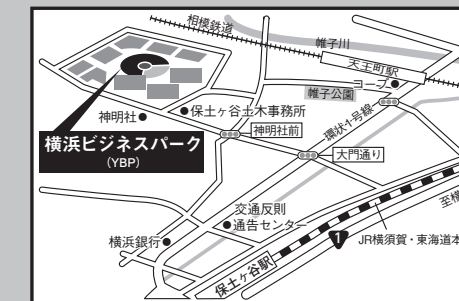 相模鉄道
帷子川
天王町駅
ヨーブ
帷子公園
環状1号線
神明社
保土ヶ谷土木事務所
神明社前
横浜ビジネスパーク
(YBP)
大門通り
交通反則
通告センター
横浜銀行
保土ヶ谷駅
1
JR横須賀・東海道本
至横